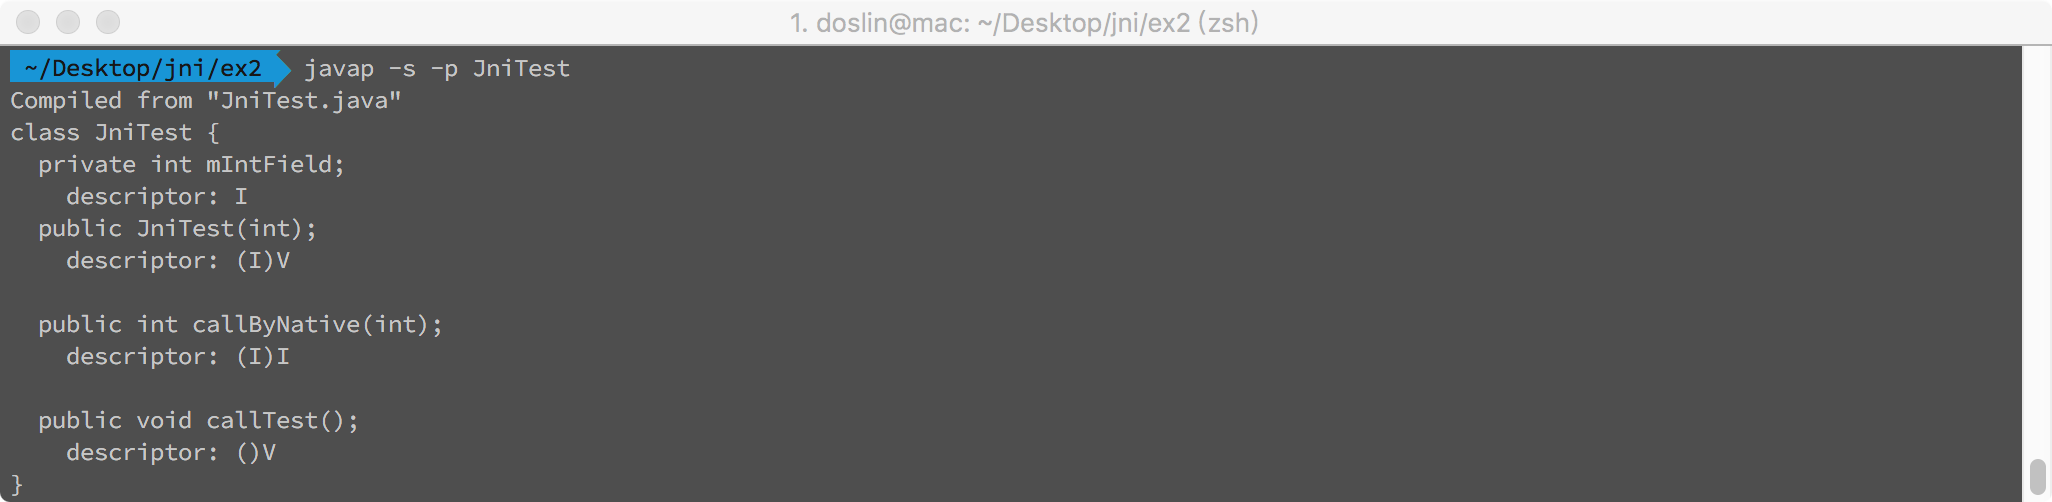 1. doslin@mac: ~/Desktop/jni/ex2 (zsh)
~/Desktop/jni/ex2 javap -s -p JniTest
Compiled from "JniTest.java"
class JniTest {
  private int mIntField;
    descriptor: I
  public JniTest(int);
    descriptor: (I)V

  public int callByNative(int);
    descriptor: (I)I

  public void callTest();
    descriptor: ()V
}